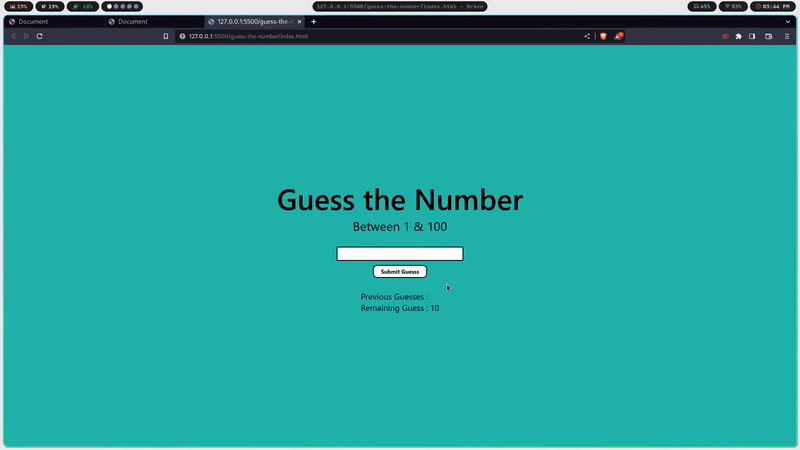 29% 19% 48% 127.0.0.1:5500/guess-the-number/index.html - Brave 65% 53% 03:44 PM
Document Document 127.0.0.1:5500/guess-the-n
127.0.0.1:5500/guess-the-number/index.html
Guess the Number
Between 1 & 100
Submit Guesss
Previous Guesses :
Remaining Guess : 10